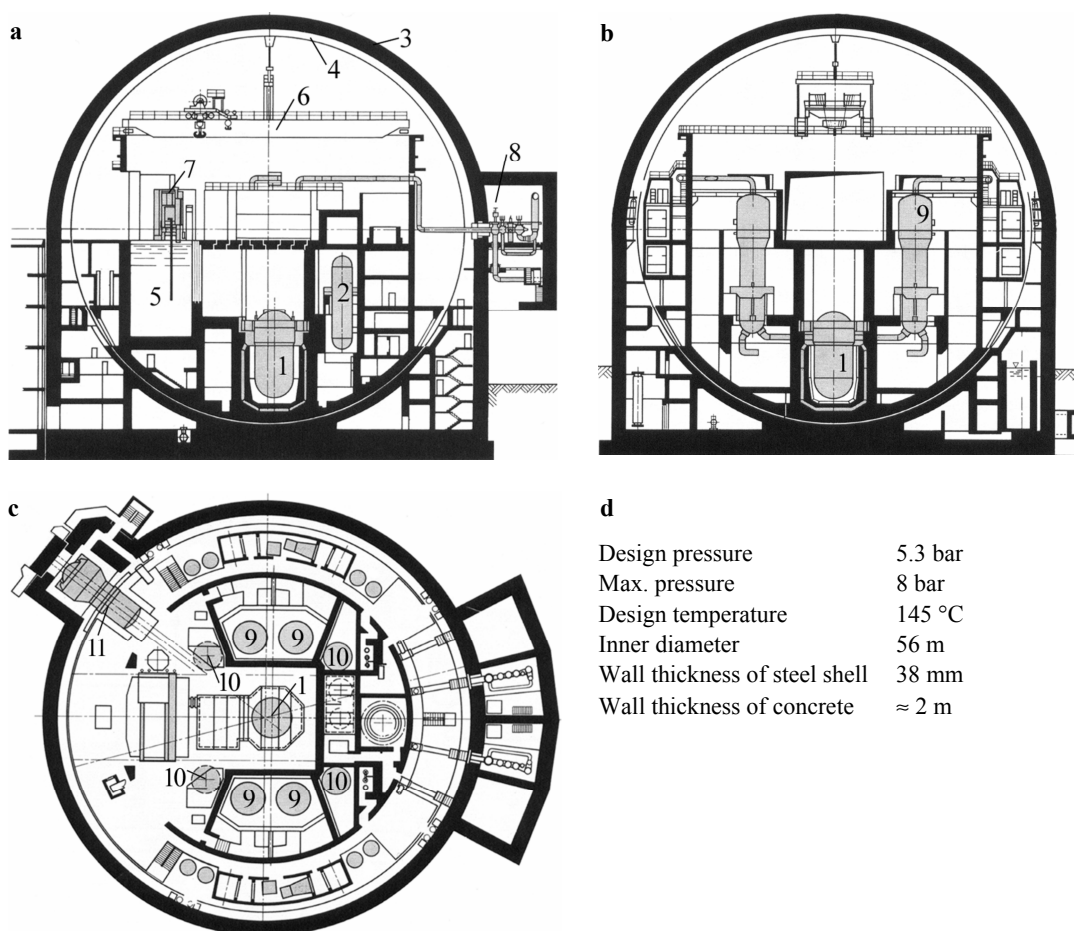 a
3
4
6
7
8
5
2
1
b
9
1
c
11
9
9
10
10
1
10
9
9
10
d
Design pressure 5.3 bar
Max. pressure 8 bar
Design temperature 145 °C
Inner diameter 56 m
Wall thickness of steel shell 38 mm
Wall thickness of concrete ≈ 2 m